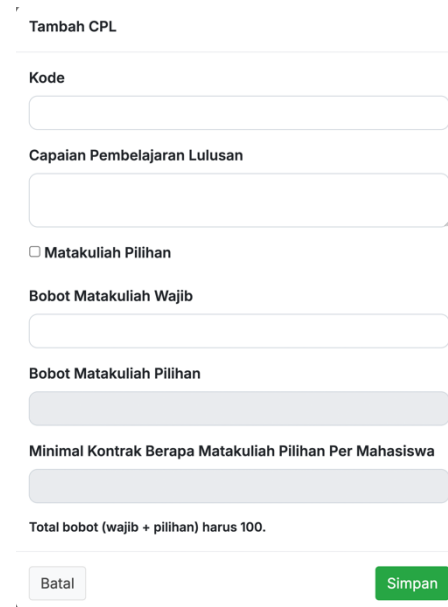 Tambah CPL
Kode
Capaian Pembelajaran Lulusan
Matakuliah Pilihan
Bobot Matakuliah Wajib
Bobot Matakuliah Pilihan
Minimal Kontrak Berapa Matakuliah Pilihan Per Mahasiswa
Total bobot (wajib + pilihan) harus 100.
Batal
Simpan